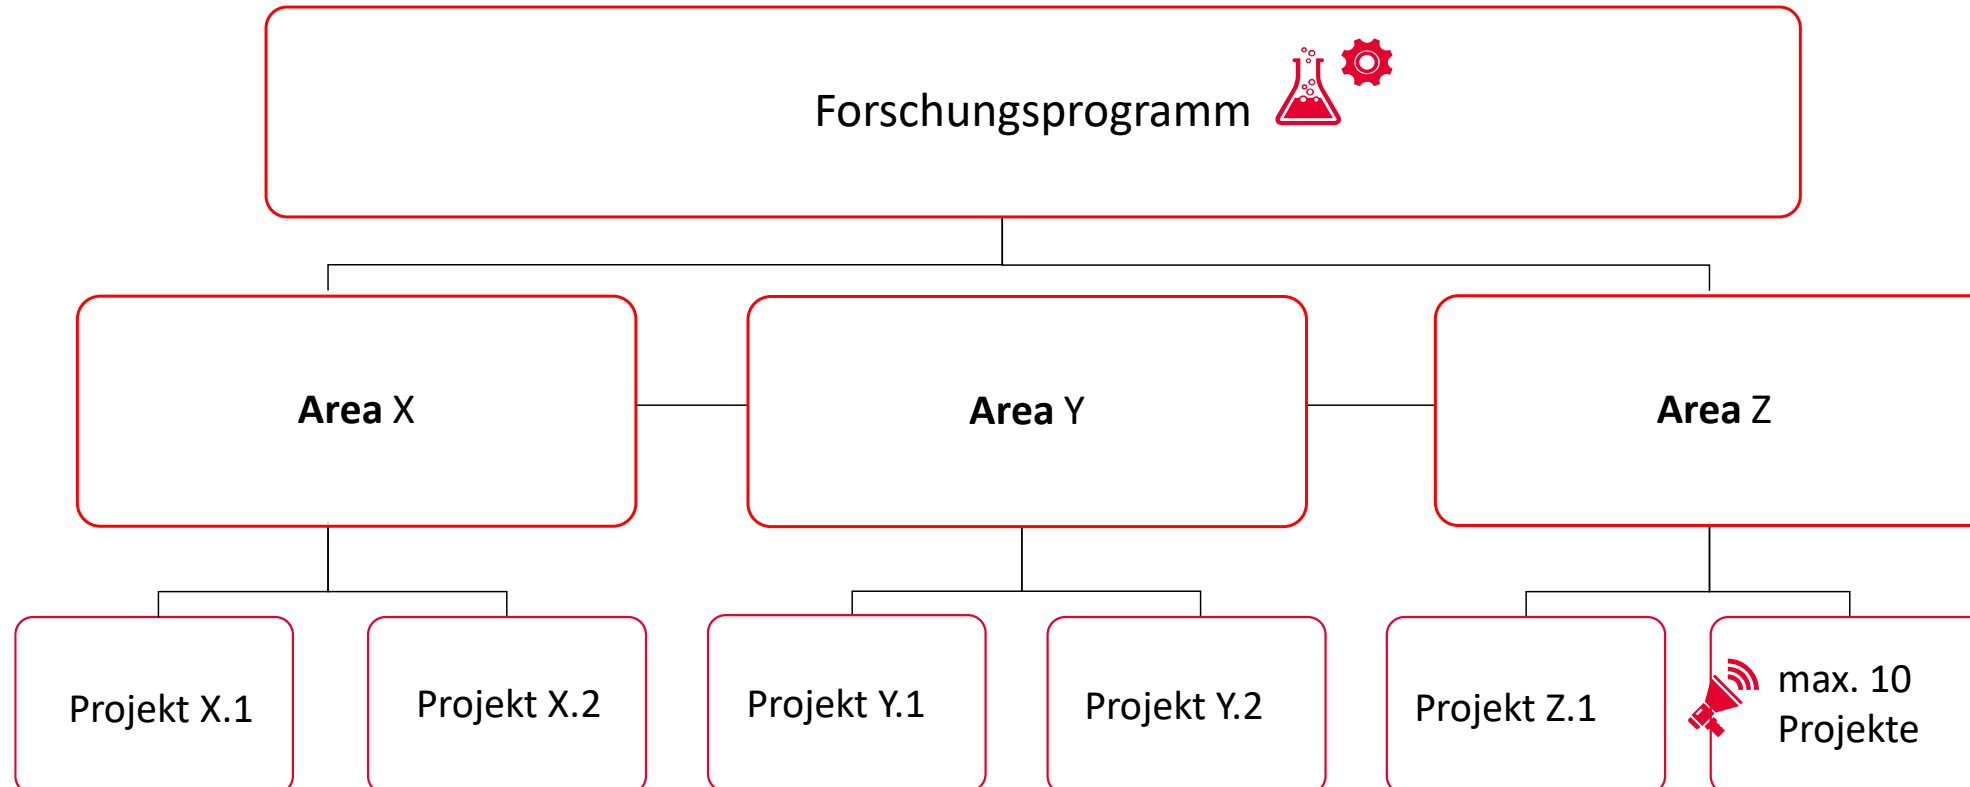 Forschungsprogramm
Area X
Area Y
Area Z
Projekt X.1
Projekt X.2
Projekt Y.1
Projekt Y.2
Projekt Z.1
max. 10
Projekte